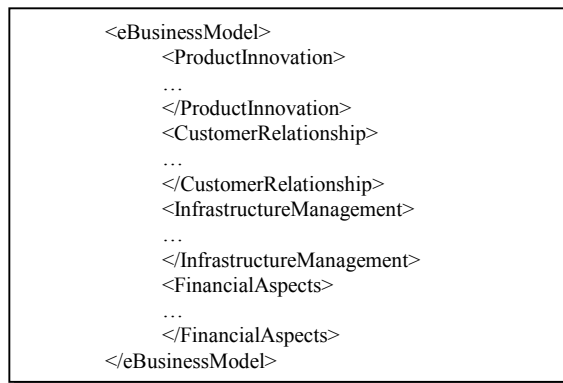 <eBusinessModel>
<ProductInnovation>
…
</ProductInnovation>
<CustomerRelationship>
…
</CustomerRelationship>
<InfrastructureManagement>
…
</InfrastructureManagement>
<FinancialAspects>
…
</FinancialAspects>
</eBusinessModel>